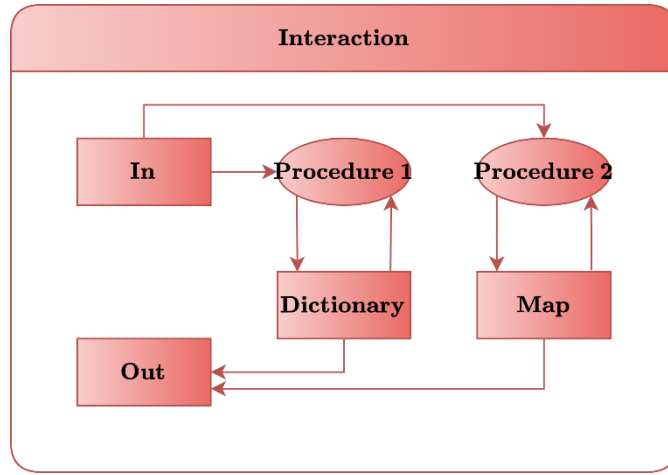 Interaction
In
Procedure 1
Procedure 2
Dictionary
Map
Out